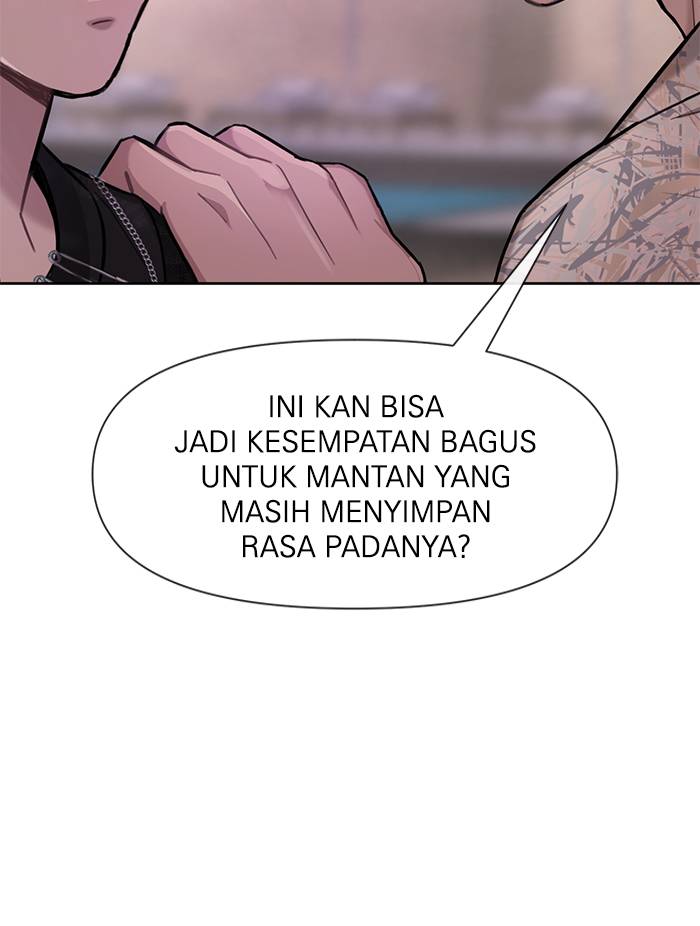 INI KAN BISA
JADI KESEMPATAN BAGUS
UNTUK MANTAN YANG
MASIH MENYIMPAN
RASA PADANYA?